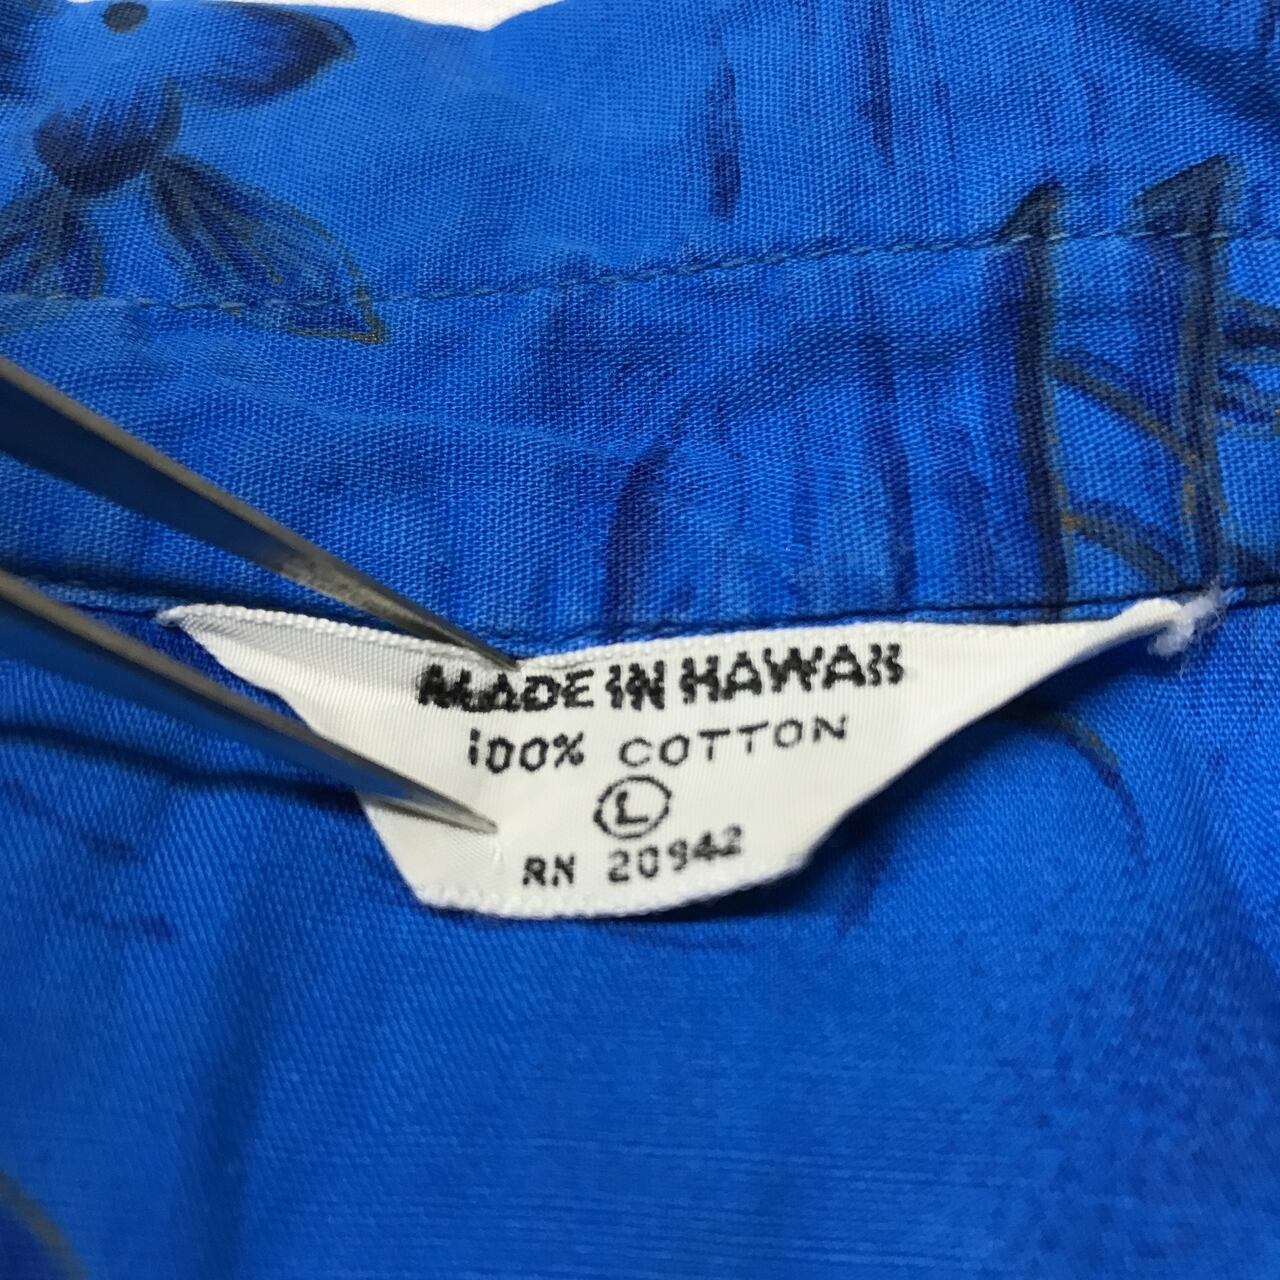 MADE IN HAWAII
100% COTTON
L
RN 20942